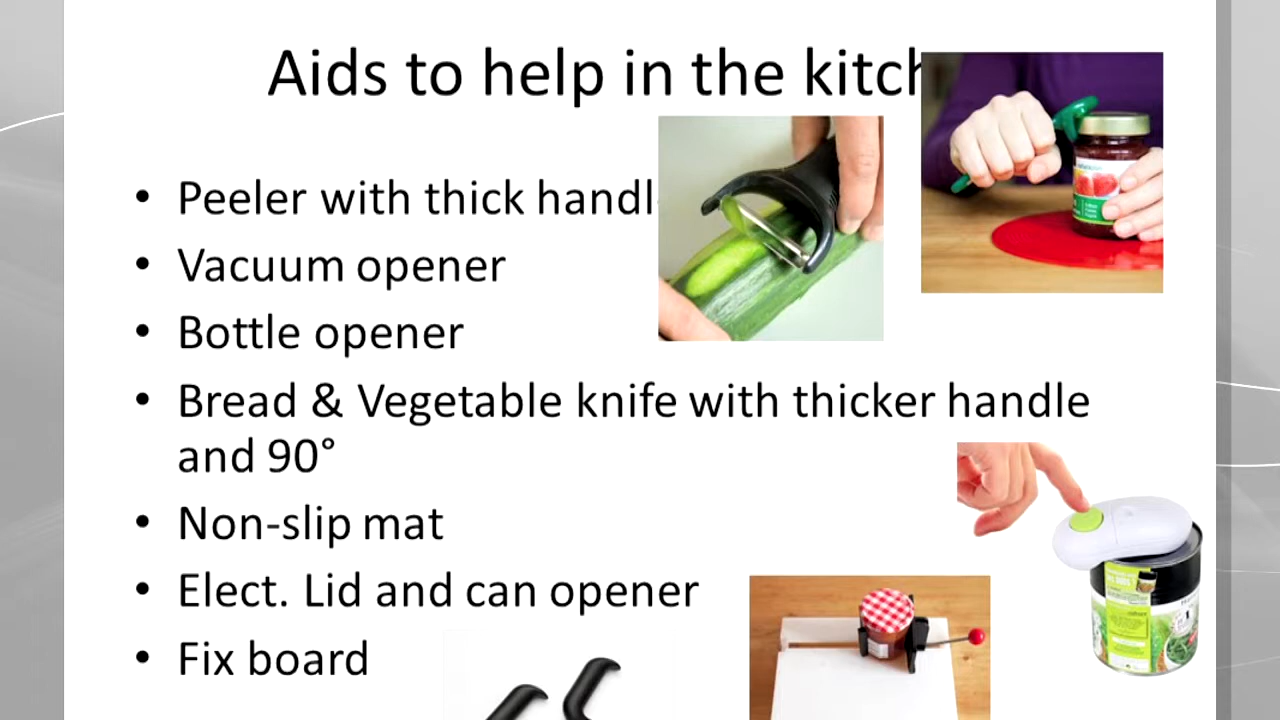 Aids to help in the kitch
• Peeler with thick handl
• Vacuum opener
• Bottle opener
• Bread & Vegetable knife with thicker handle
and 90°
• Non-slip mat
• Elect. Lid and can opener
• Fix board